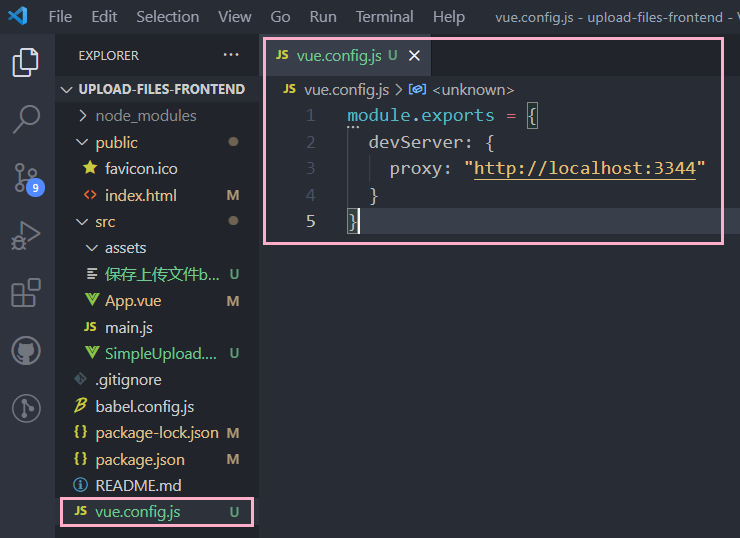 File Edit Selection View Go Run Terminal Help vue.config.js - upload-files-frontend - V
EXPLORER ···
JS vue.config.js U ×
UPLOAD-FILES-FRONTEND
JS vue.config.js > <unknown>
node_modules
public
favicon.ico
<> index.html M
src
assets
保存上传文件b... U
App.vue M
JS main.js
SimpleUpload.... U
.gitignore
babel.config.js
{} package-lock.json M
{} package.json M
README.md
JS vue.config.js U
9
1 module.exports = {
2 devServer: {
3 proxy: "http://localhost:3344"
4 }
5 }